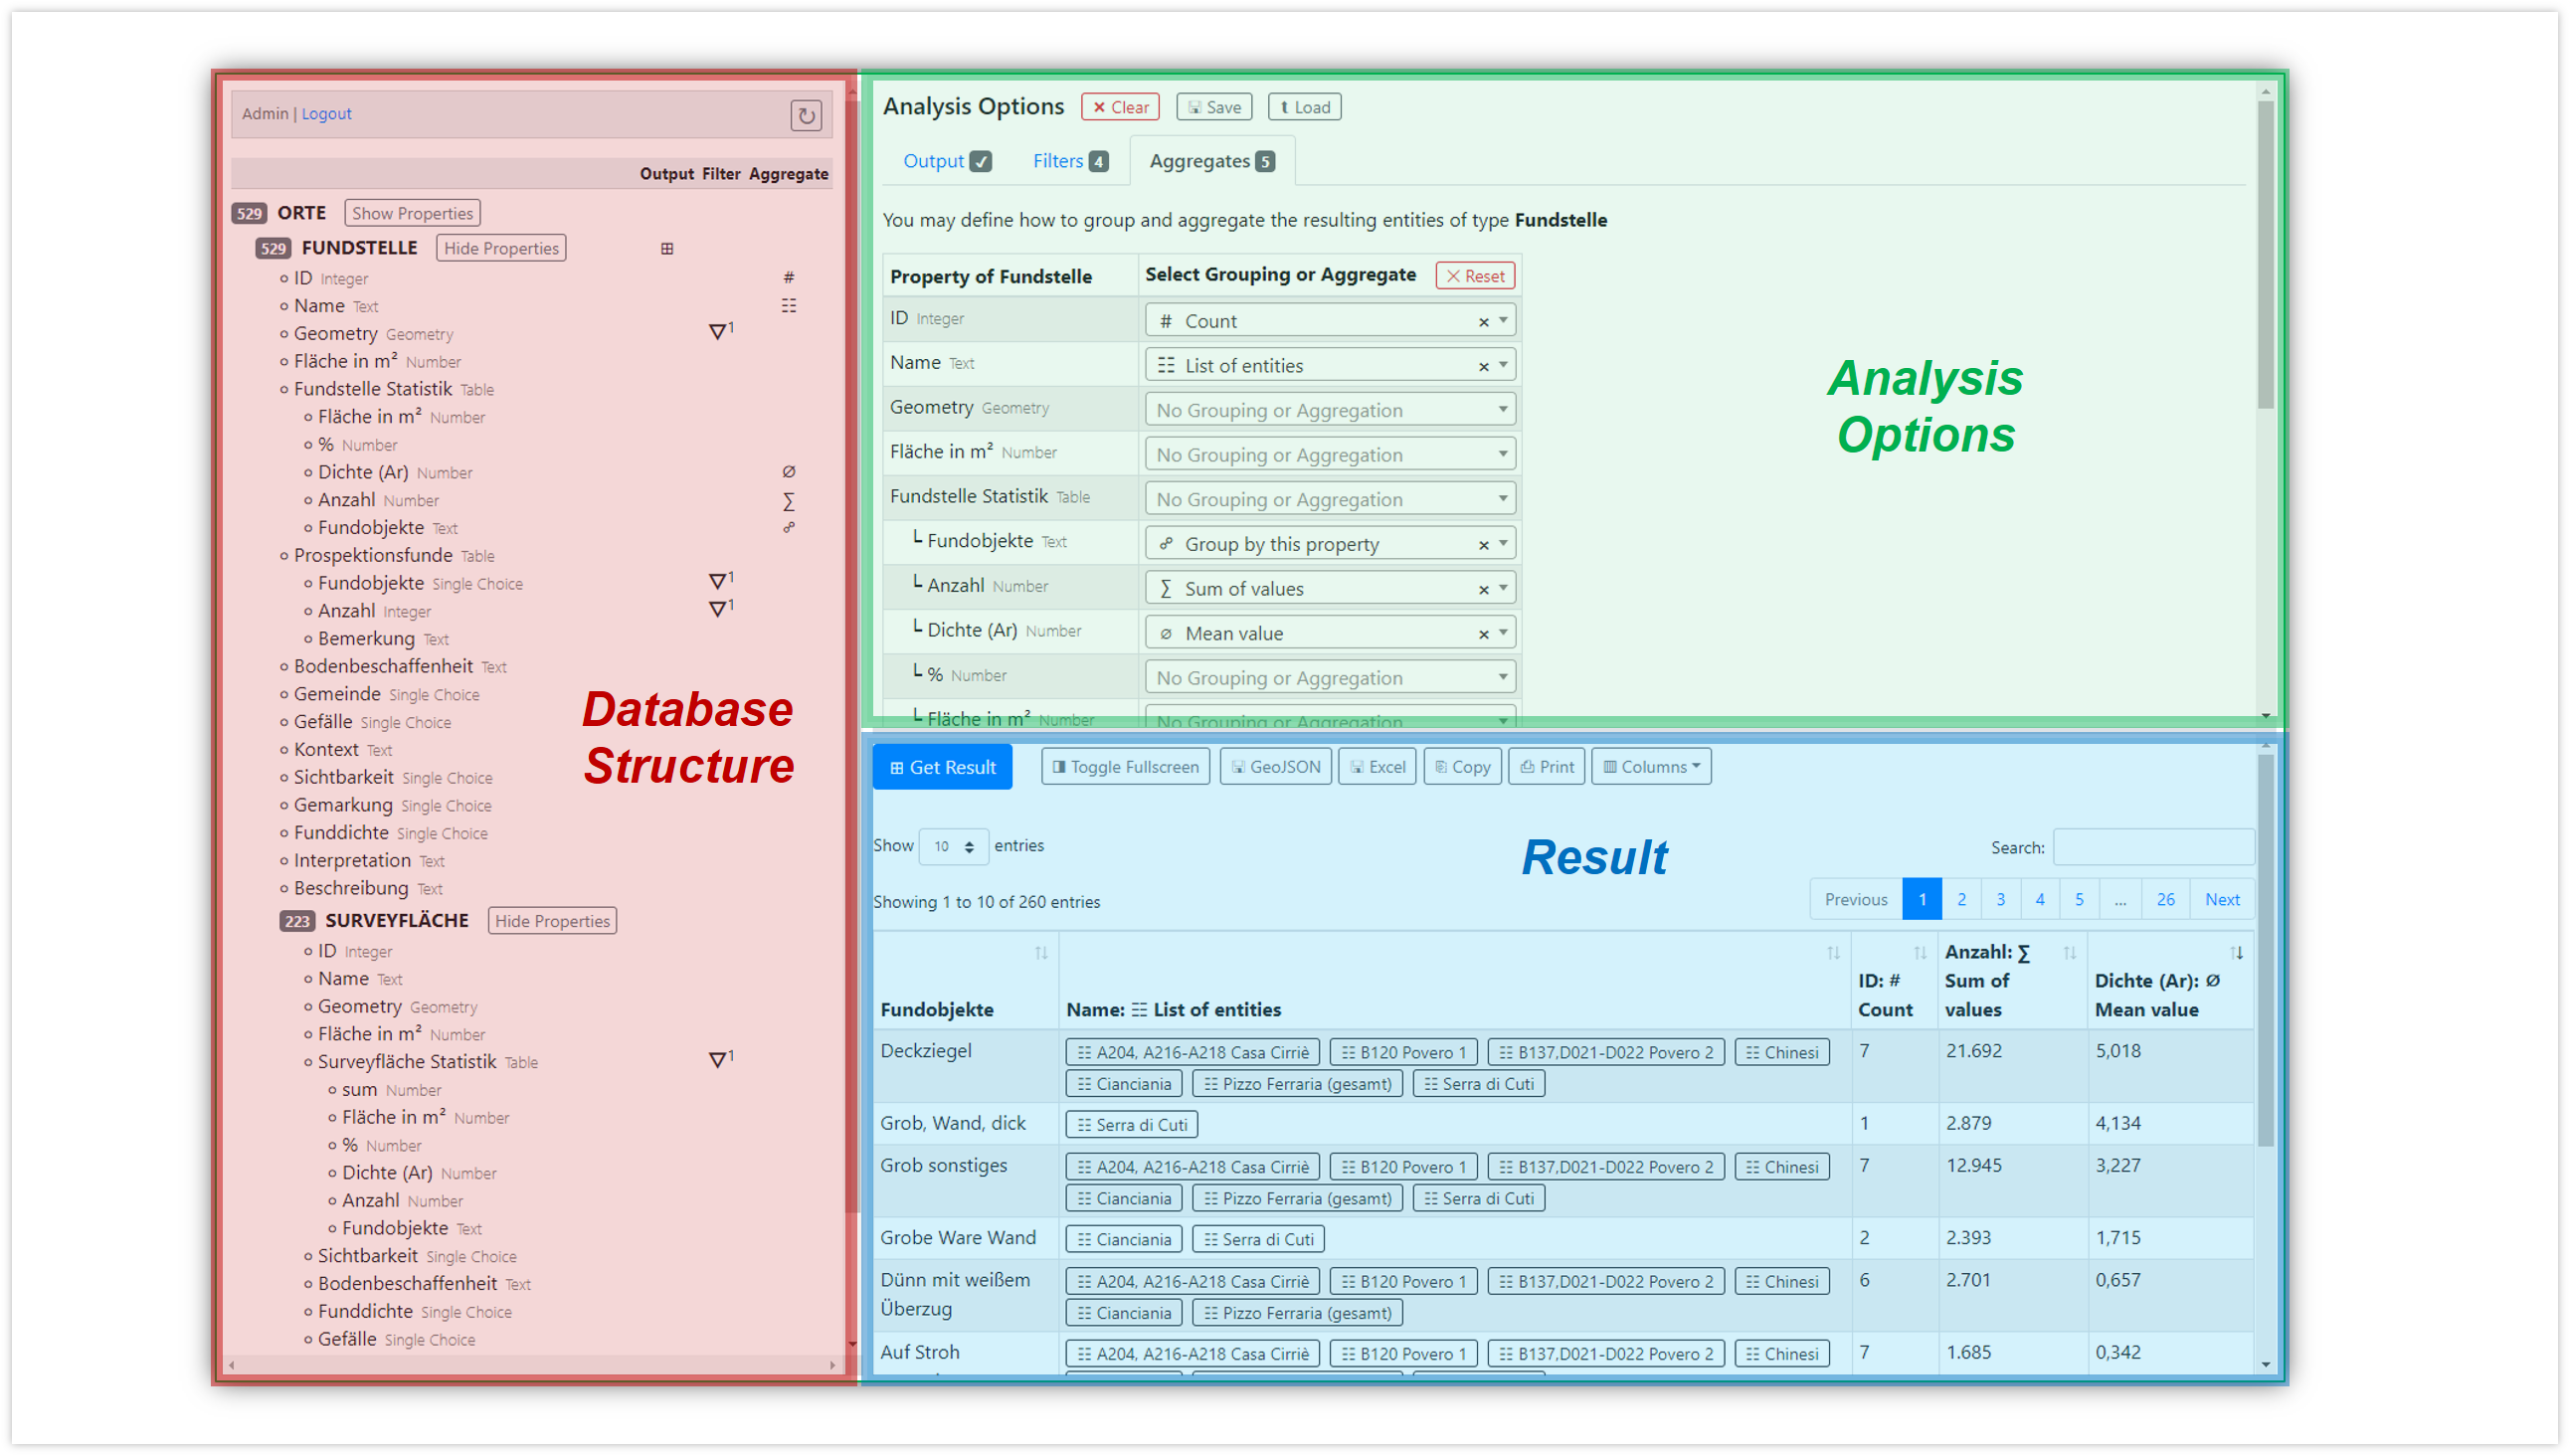 Admin | Logout
Output Filter Aggregate
529 ORTE Show Properties
529 FUNDSTELLE Hide Properties
ID Integer #
Name Text
Geometry Geometry 1
Fläche in m² Number
Fundstelle Statistik Table
Fläche in m² Number
% Number
Dichte (Ar) Number ∅
Anzahl Number ∑
Fundobjekte Text
Prospektionsfunde Table
Fundobjekte Single Choice 1
Anzahl Integer 1
Bemerkung Text
Bodenbeschaffenheit Text
Gemeinde Single Choice
Gefälle Single Choice
Kontext Text
Sichtbarkeit Single Choice
Gemarkung Single Choice
Funddichte Single Choice
Interpretation Text
Beschreibung Text
223 SURVEYFLÄCHE Hide Properties
ID Integer
Name Text
Geometry Geometry
Fläche in m² Number
Surveyfläche Statistik Table 1
sum Number
Fläche in m² Number
% Number
Dichte (Ar) Number
Anzahl Number
Fundobjekte Text
Sichtbarkeit Single Choice
Bodenbeschaffenheit Text
Funddichte Single Choice
Gefälle Single Choice
Database
Structure
Analysis Options × Clear Save Load
Output ✓ Filters 4 Aggregates 5
You may define how to group and aggregate the resulting entities of type Fundstelle
Property of Fundstelle Select Grouping or Aggregate × Reset
ID Integer # Count ×
Name Text List of entities ×
Geometry Geometry No Grouping or Aggregation
Fläche in m² Number No Grouping or Aggregation
Fundstelle Statistik Table No Grouping or Aggregation
Fundobjekte Text Group by this property ×
Anzahl Number ∑ Sum of values ×
Dichte (Ar) Number ∅ Mean value ×
% Number No Grouping or Aggregation
Fläche in m² Number No Grouping or Aggregation
Analysis
Options
Get Result Toggle Fullscreen GeoJSON Excel Copy Print Columns
Show 10 entries
Result
Search:
Showing 1 to 10 of 260 entries
Previous 1 2 3 4 5 ... 26 Next
Fundobjekte
Name: List of entities
ID: #
Count
Anzahl: ∑
Sum of
values
Dichte (Ar): ∅
Mean value
Deckziegel A204, A216-A218 Casa Cirriè B120 Povero 1 B137,D021-D022 Povero 2 Chinesi 7 21.692 5,018
Cianciania Pizzo Ferraria (gesamt) Serra di Cuti
Grob, Wand, dick Serra di Cuti 1 2.879 4,134
Grob sonstiges A204, A216-A218 Casa Cirriè B120 Povero 1 B137,D021-D022 Povero 2 Chinesi 7 12.945 3,227
Cianciania Pizzo Ferraria (gesamt) Serra di Cuti
Grobe Ware Wand Cianciania Serra di Cuti 2 2.393 1,715
Dünn mit weißem A204, A216-A218 Casa Cirriè B120 Povero 1 B137,D021-D022 Povero 2 Chinesi 6 2.701 0,657
Überzug Cianciania Pizzo Ferraria (gesamt)
Auf Stroh A204, A216-A218 Casa Cirriè B120 Povero 1 B137,D021-D022 Povero 2 Chinesi 7 1.685 0,342